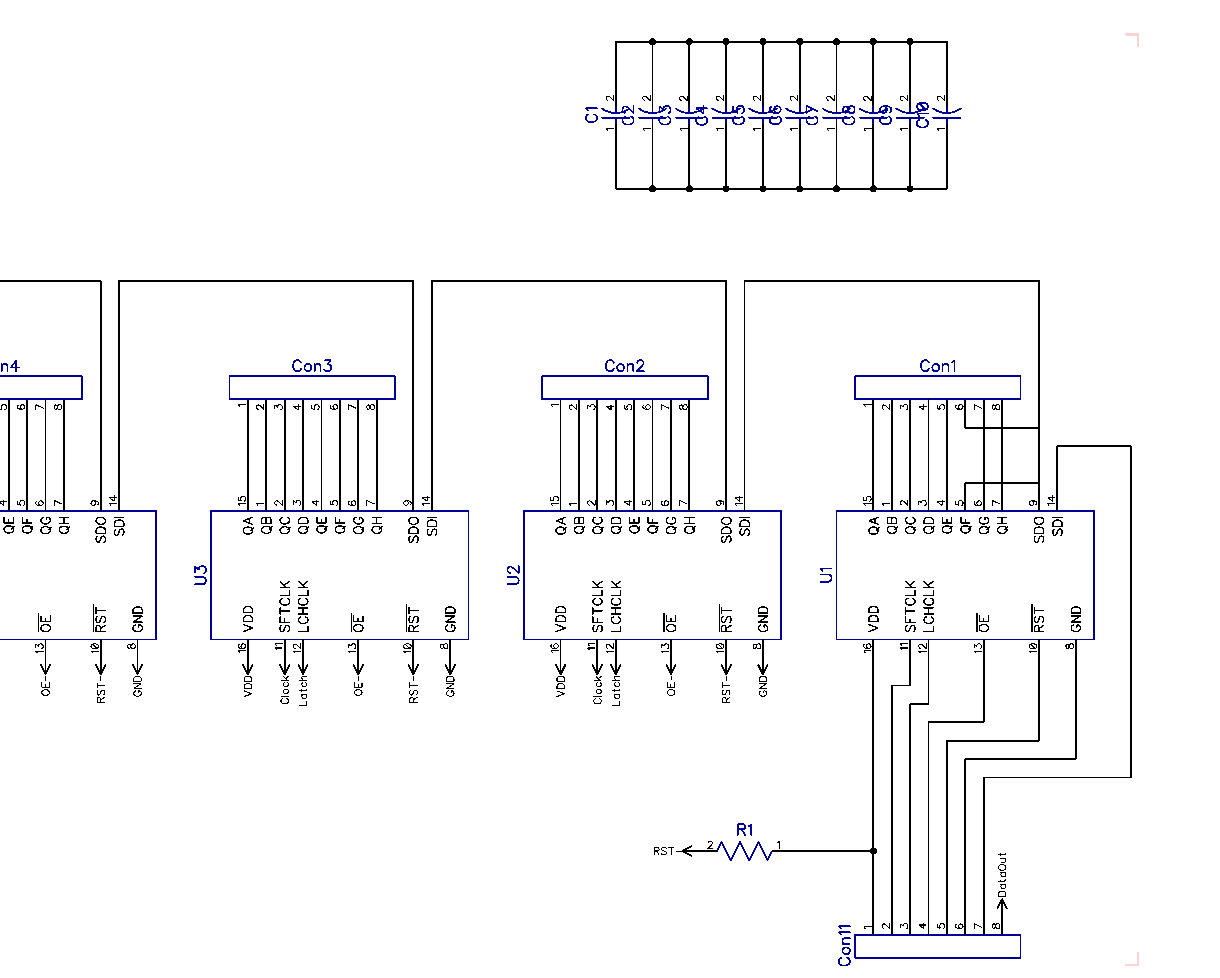 2 2 2 2 2 2 2 2 2 2
C1 C2 C3 C4 C5 C6 C7 C8 C9 C10
1 1 1 1 1 1 1 1 1 1
n4 Con3 Con2 Con1
5 6 7 8 1 2 3 4 5 6 7 8 1 2 3 4 5 6 7 8 1 2 3 4 5 6 7 8
4 5 6 7 9 14 15 1 2 3 4 5 6 7 9 14 15 1 2 3 4 5 6 7 9 14 15 1 2 3 4 5 6 7 9 14
QE QF QG QH SDO SDI QA QB QC QD QE QF QG QH SDO SDI QA QB QC QD QE QF QG QH SDO SDI QA QB QC QD QE QF QG QH SDO SDI
U3 U2 U1
OE RST GND VDD SFTCLK LCHCLK OE RST GND VDD SFTCLK LCHCLK OE RST GND VDD SFTCLK LCHCLK OE RST GND
13 10 8 16 11 12 13 10 8 16 11 12 13 10 8 16 11 12 13 10 8
OE RST GND VDD Clock Latch OE RST GND VDD Clock Latch OE RST GND
R1
RST 2 1
DataOut
1 2 3 4 5 6 7 8
Con11